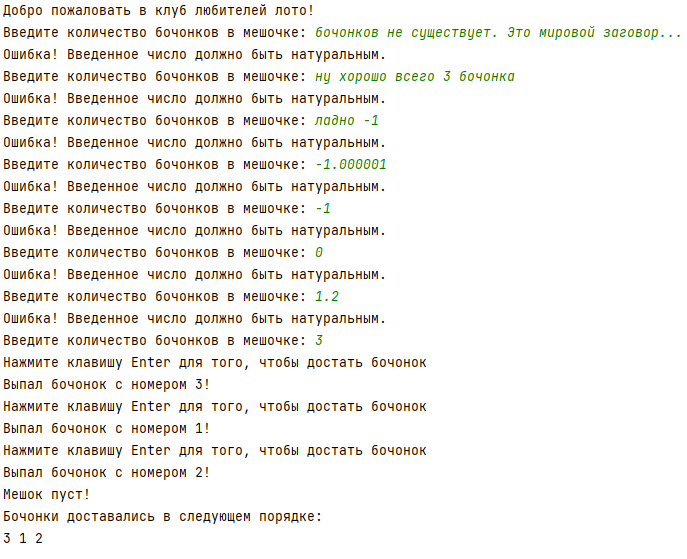 Добро пожаловать в клуб любителей лото!
Введите количество бочонков в мешочке: бочонков не существует. Это мировой заговор...
Ошибка! Введенное число должно быть натуральным.
Введите количество бочонков в мешочке: ну хорошо всего 3 бочонка
Ошибка! Введенное число должно быть натуральным.
Введите количество бочонков в мешочке: ладно -1
Ошибка! Введенное число должно быть натуральным.
Введите количество бочонков в мешочке: -1.000001
Ошибка! Введенное число должно быть натуральным.
Введите количество бочонков в мешочке: -1
Ошибка! Введенное число должно быть натуральным.
Введите количество бочонков в мешочке: 0
Ошибка! Введенное число должно быть натуральным.
Введите количество бочонков в мешочке: 1.2
Ошибка! Введенное число должно быть натуральным.
Введите количество бочонков в мешочке: 3
Нажмите клавишу Enter для того, чтобы достать бочонок
Выпал бочонок с номером 3!
Нажмите клавишу Enter для того, чтобы достать бочонок
Выпал бочонок с номером 1!
Нажмите клавишу Enter для того, чтобы достать бочонок
Выпал бочонок с номером 2!
Мешок пуст!
Бочонки доставались в следующем порядке:
3 1 2